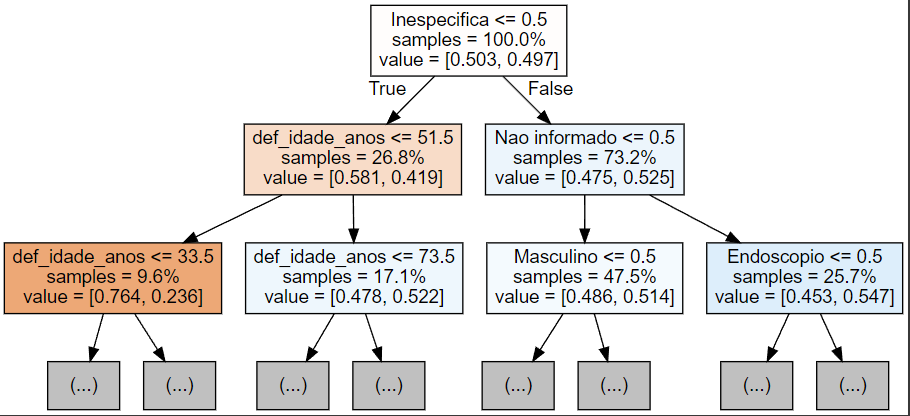 Inespecifica <= 0.5
samples = 100.0%
value = [0.503, 0.497]
True
False
def_idade_anos <= 51.5
samples = 26.8%
value = [0.581, 0.419]
Nao informado <= 0.5
samples = 73.2%
value = [0.475, 0.525]
def_idade_anos <= 33.5
samples = 9.6%
value = [0.764, 0.236]
def_idade_anos <= 73.5
samples = 17.1%
value = [0.478, 0.522]
Masculino <= 0.5
samples = 47.5%
value = [0.486, 0.514]
Endoscopio <= 0.5
samples = 25.7%
value = [0.453, 0.547]
(...)
(...)
(...)
(...)
(...)
(...)
(...)
(...)